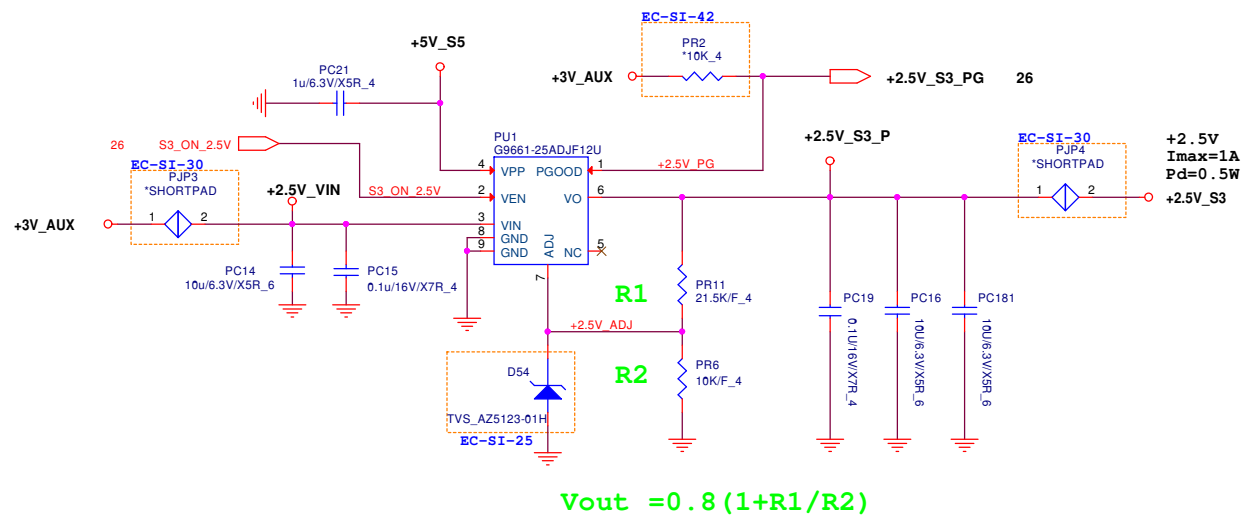 EC-SI-42
+5V_S5
PR2
*10K_4
PC21
1u/6.3V/X5R_4
+3V_AUX
+2.5V_S3_PG
26
PU1
G9661-25ADJF12U
26
S3_ON_2.5V
EC-SI-30
PJP3
*SHORTPAD
+2.5V_VIN
S3_ON_2.5V
+3V_AUX
1
2
4
VPP
PGOOD
1
+2.5V_PG
2
VEN
VO
6
3
VIN
8
GND
9
GND
ADJ
NC
5
7
+2.5V_S3_P
EC-SI-30
PJP4
*SHORTPAD
1
2
+2.5V
Imax=1A
Pd=0.5W
+2.5V_S3
PC14
10u/6.3V/X5R_6
PC15
0.1u/16V/X7R_4
R1
PR11
21.5K/F_4
+2.5V_ADJ
R2
PR6
10K/F_4
PC19
0.1U/16V/X7R_4
PC16
10U/6.3V/X5R_6
PC181
10U/6.3V/X5R_6
D54
TVS_AZ5123-01H
EC-SI-25
Vout =0.8(1+R1/R2)